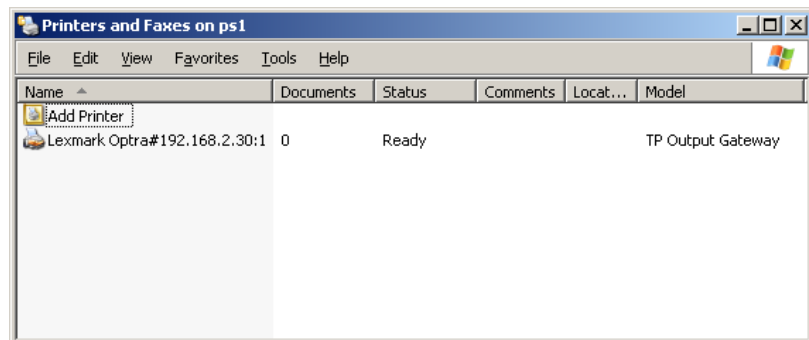 Printers and Faxes on ps1
File Edit View Favorites Tools Help
Name Documents Status Comments Locat... Model
Add Printer
Lexmark Optra#192.168.2.30:1 0 Ready TP Output Gateway